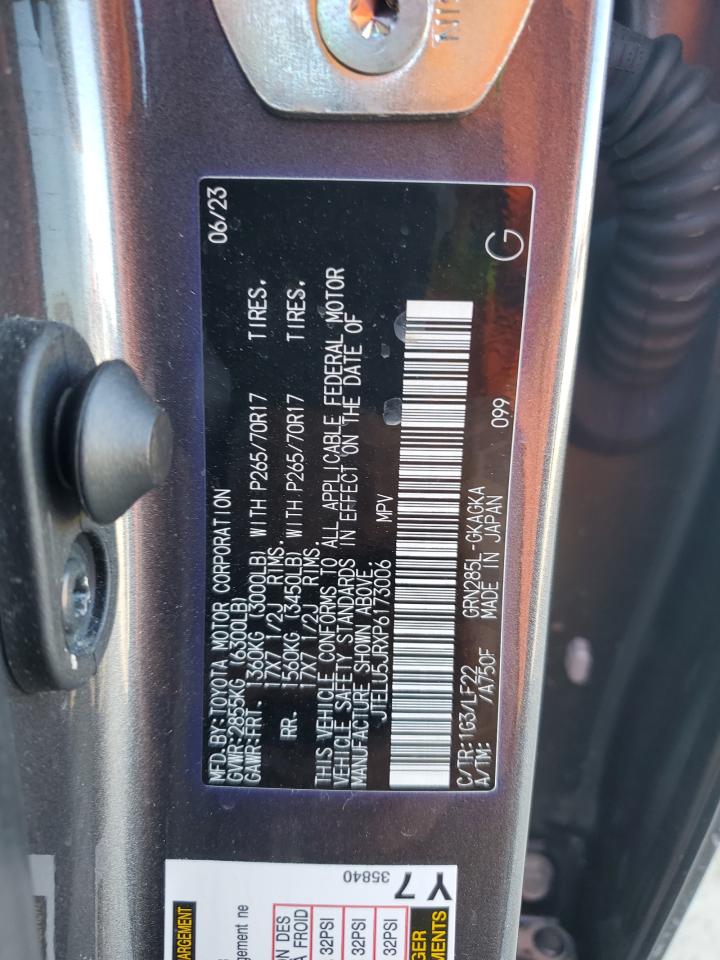 MFD.BY:TOYOTA MOTOR CORPORATION 06/23
GVWR:2855KG (6300LB)
GAWR:FRT. 1360KG (3000LB) WITH P265/70R17 TIRES.
17X7 1/2J RIMS.
RR. 1560KG (3450LB) WITH P265/70R17 TIRES.
17X7 1/2J RIMS.
THIS VEHICLE CONFORMS TO ALL APPLICABLE FEDERAL MOTOR
VEHICLE SAFETY STANDARDS IN EFFECT ON THE DATE OF
MANUFACTURE SHOWN ABOVE.
JTELU5JRXP6173006 MPV
C/TR:1G3/LF22 GRN285L-GKAGKA 099
A/TM: /A750F MADE IN JAPAN
G
Y 7
35840
32PSI
32PSI
32PSI